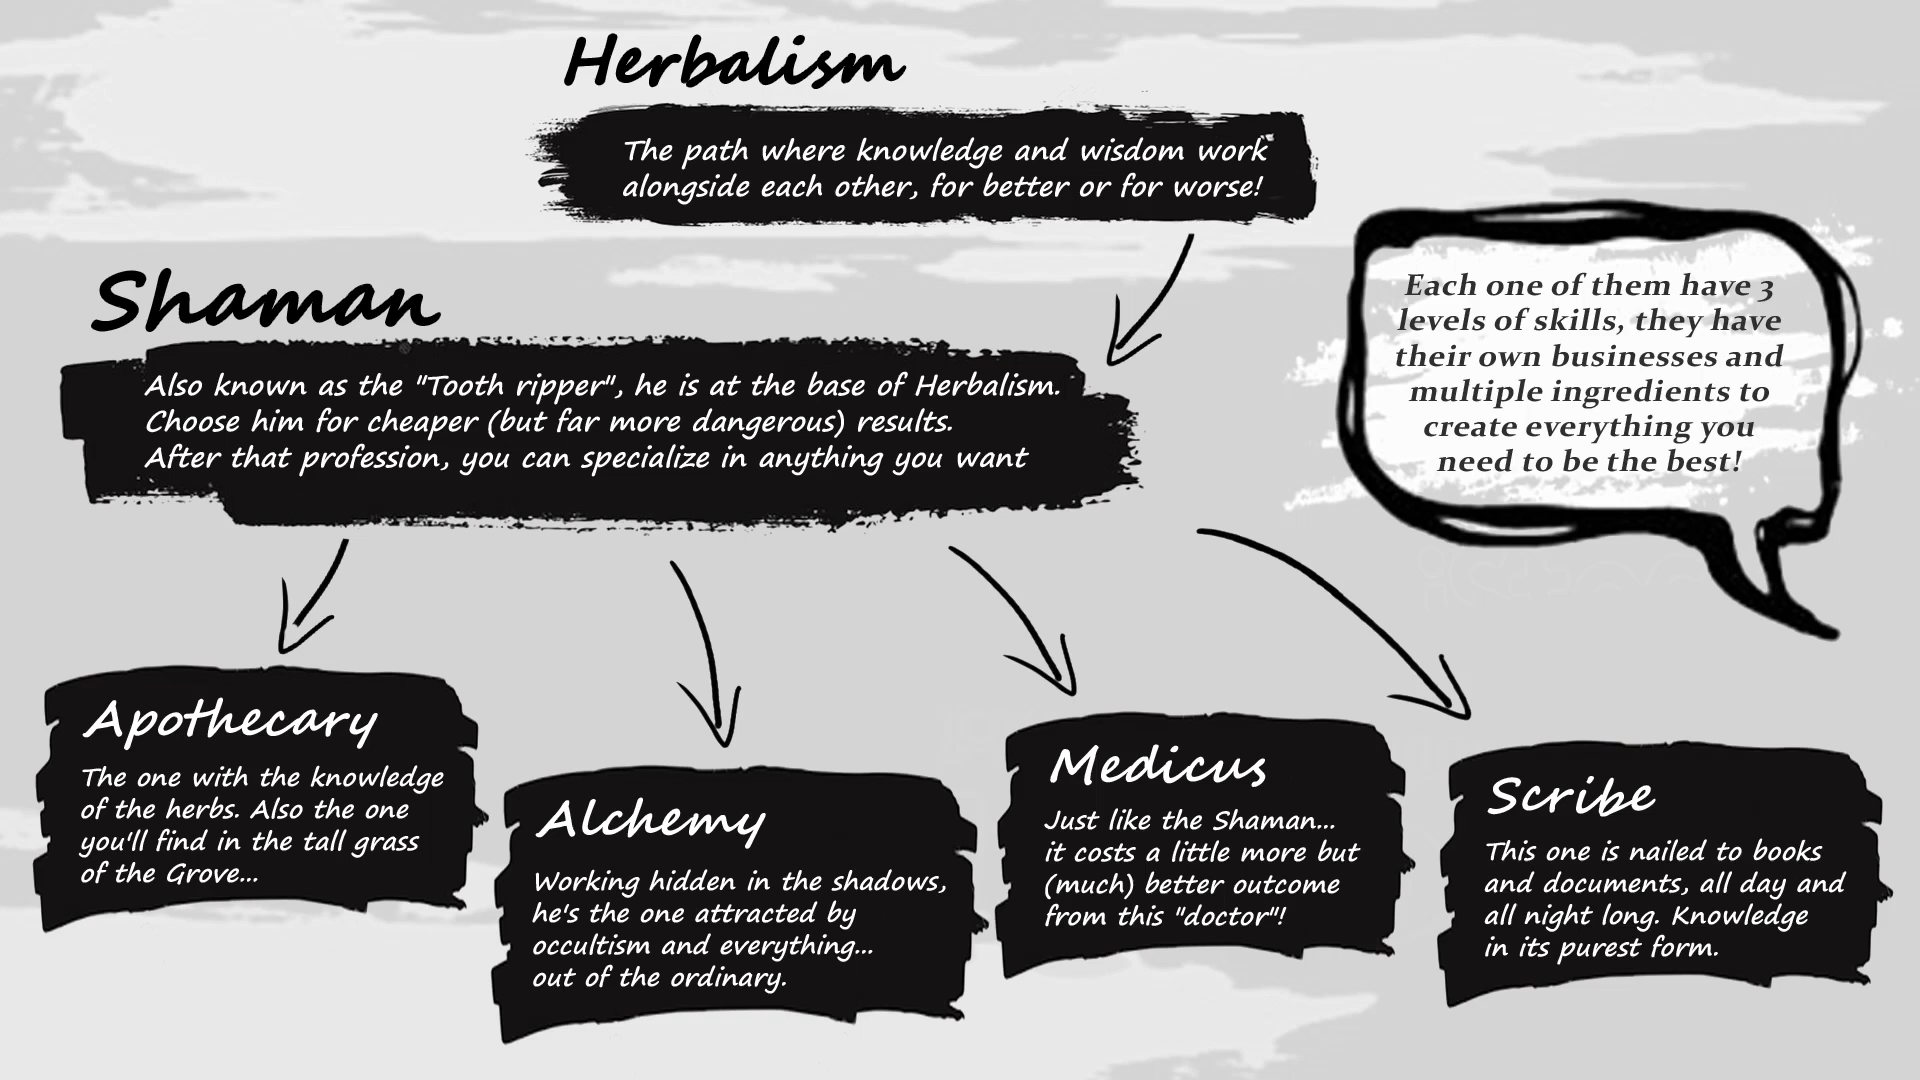 Herbalism
The path where knowledge and wisdom work
alongside each other, for better or for worse!
Shaman
Also known as the "Tooth ripper", he is at the base of Herbalism.
Choose him for cheaper (but far more dangerous) results.
After that profession, you can specialize in anything you want
Each one of them have 3
levels of skills, they have
their own businesses and
multiple ingredients to
create everything you
need to be the best!
Apothecary
The one with the knowledge
of the herbs. Also the one
you'll find in the tall grass
of the Grove...
Alchemy
Working hidden in the shadows,
he's the one attracted by
occultism and everything...
out of the ordinary.
Medicus
Just like the Shaman...
it costs a little more but
(much) better outcome
from this "doctor"!
Scribe
This one is nailed to books
and documents, all day and
all night long. Knowledge
in its purest form.